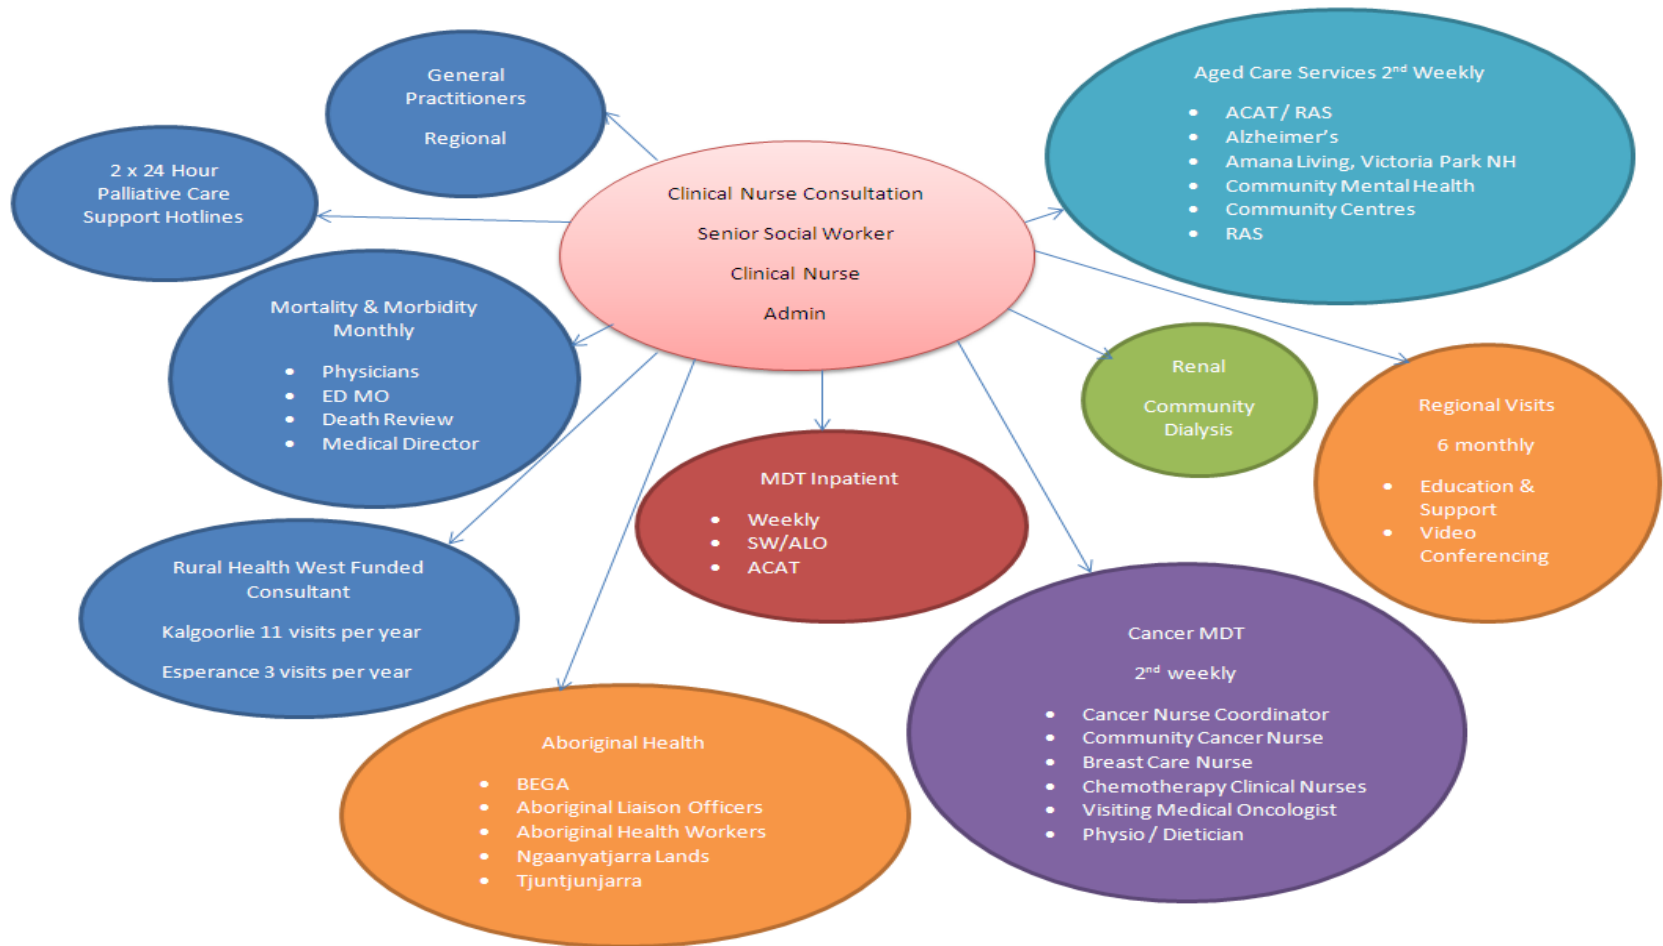 General
Practitioners
Regional
2 x 24 Hour
Palliative Care
Support Hotlines
Mortality & Morbidity
Monthly
• Physicians
• ED MO
• Death Review
• Medical Director
Rural Health West Funded
Consultant
Kalgoorlie 11 visits per year
Esperance 3 visits per year
Clinical Nurse Consultation
Senior Social Worker
Clinical Nurse
Admin
Aged Care Services 2nd Weekly
• ACAT / RAS
• Alzheimer's
• Amana Living, Victoria Park NH
• Community Mental Health
• Community Centres
• RAS
Renal
Community
Dialysis
Regional Visits
6 monthly
• Education &
Support
• Video
Conferencing
MDT Inpatient
• Weekly
• SW/ALO
• ACAT
Cancer MDT
2nd weekly
• Cancer Nurse Coordinator
• Community Cancer Nurse
• Breast Care Nurse
• Chemotherapy Clinical Nurses
• Visiting Medical Oncologist
• Physio / Dietician
Aboriginal Health
• BEGA
• Aboriginal Liaison Officers
• Aboriginal Health Workers
• Ngaanyatjarra Lands
• Tjuntjunjarra